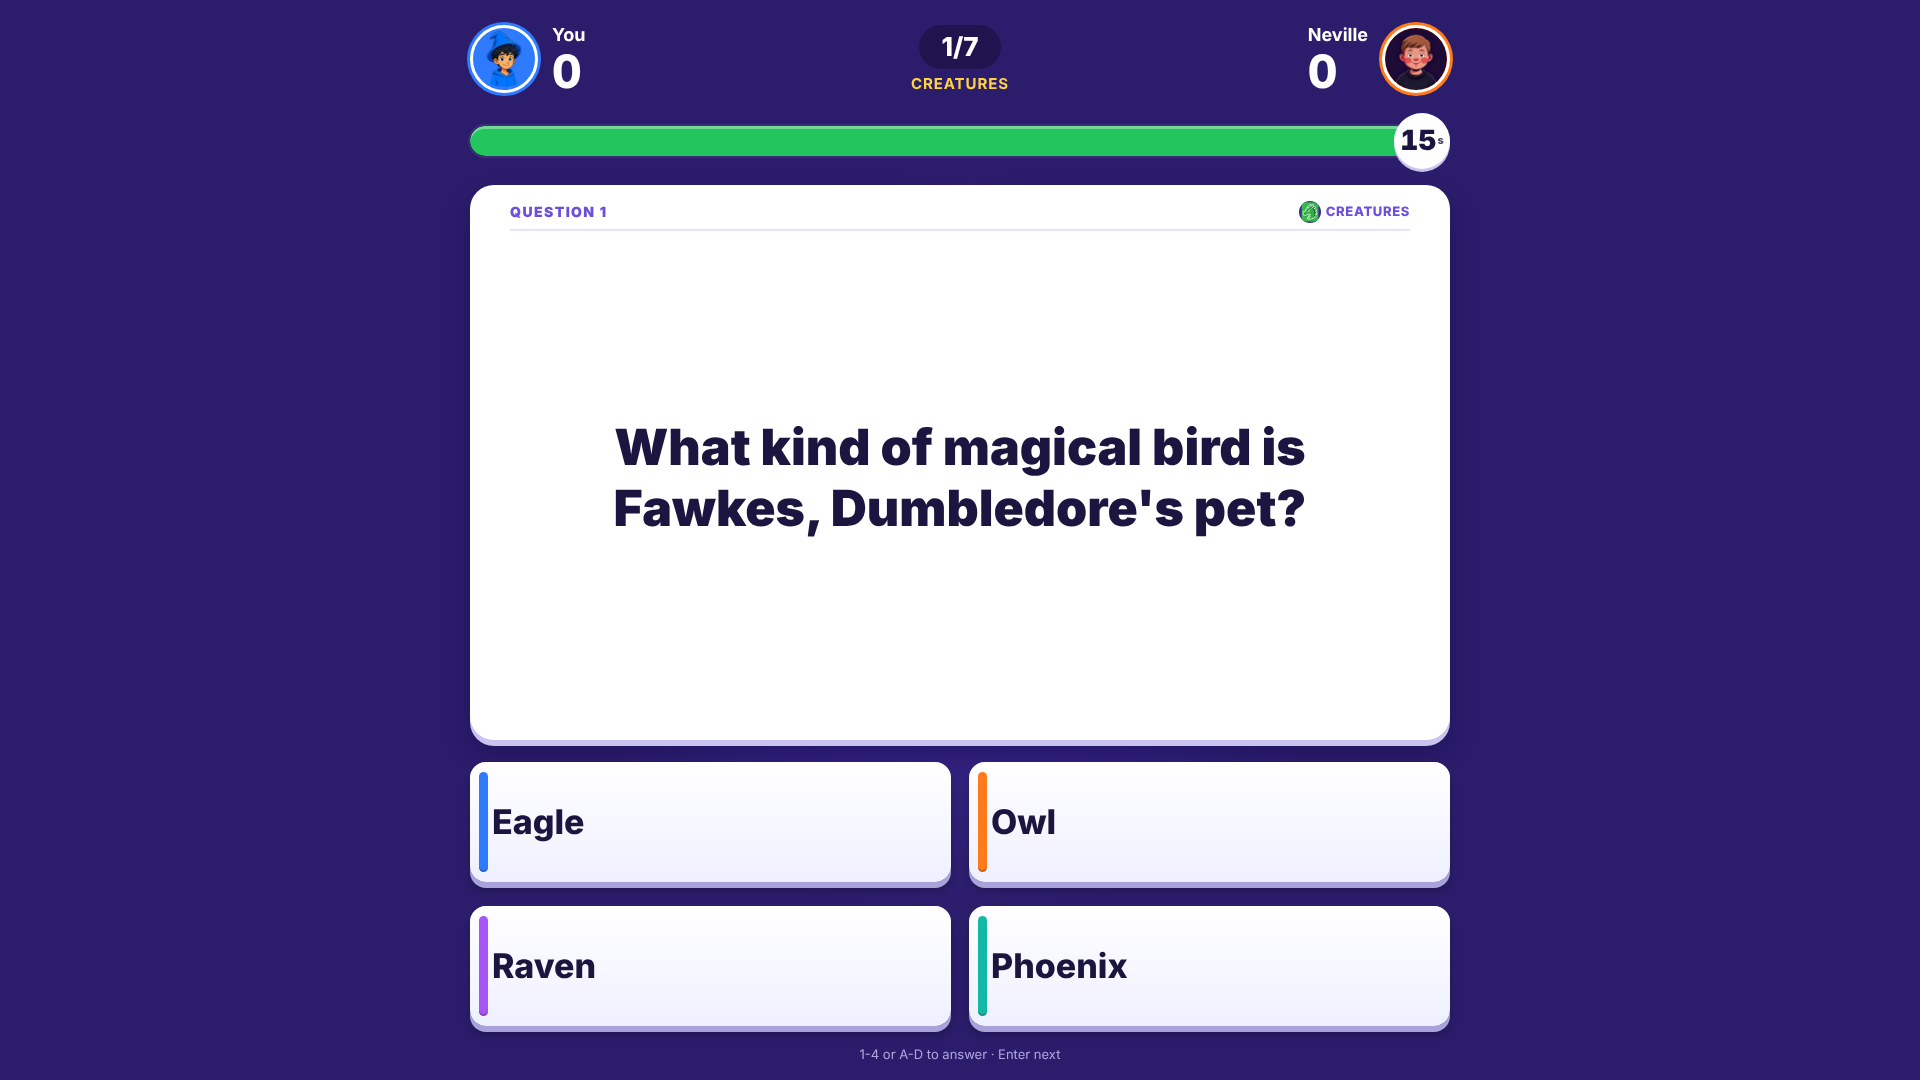 You
0
1/7
CREATURES
Neville
0
15s
QUESTION 1
CREATURES
What kind of magical bird is
Fawkes, Dumbledore's pet?
Eagle
Owl
Raven
Phoenix
1-4 or A-D to answer · Enter next